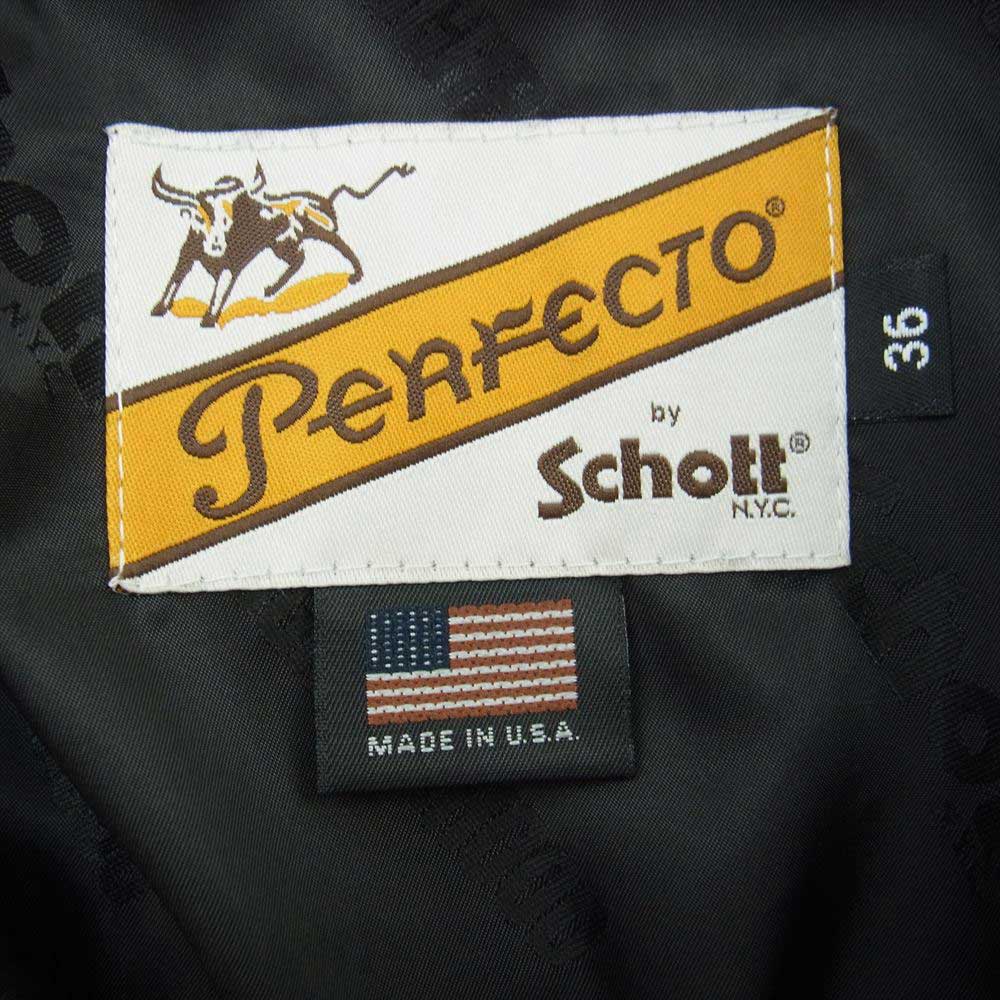 PERFECTO®
by
Schott®
N.Y.C.
36
MADE IN U.S.A.